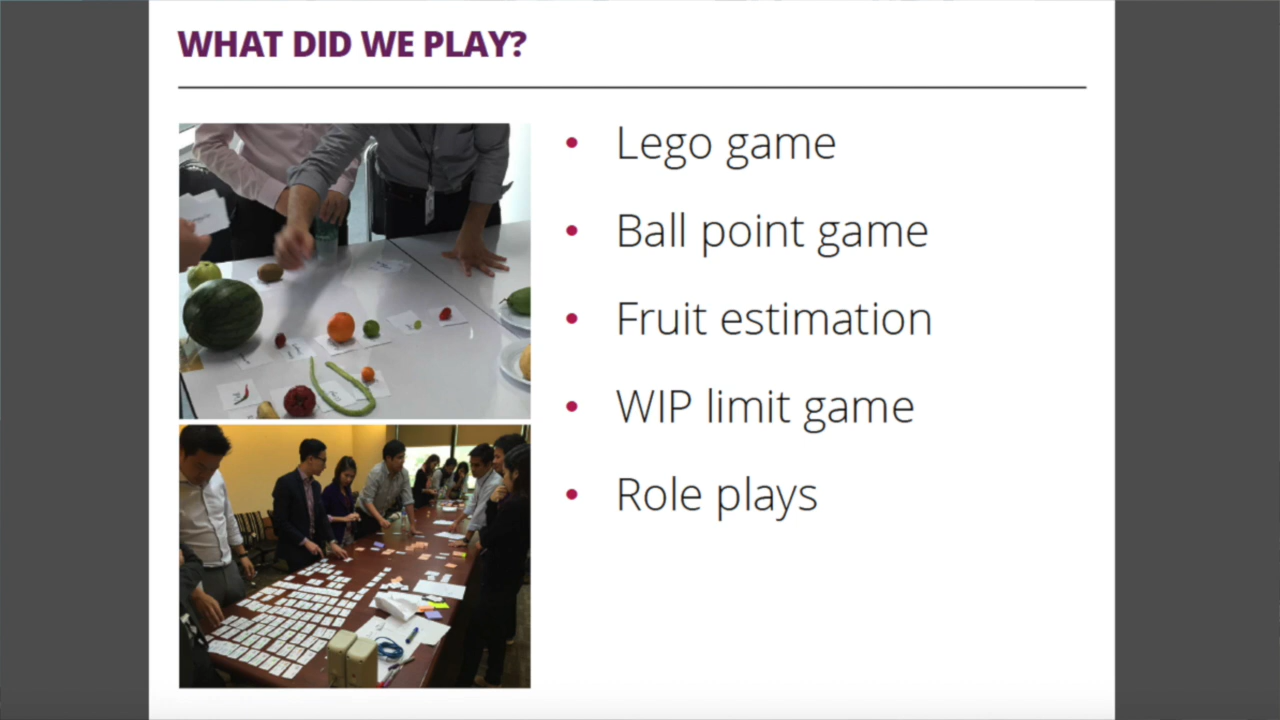 WHAT DID WE PLAY?
• Lego game
• Ball point game
• Fruit estimation
• WIP limit game
• Role plays